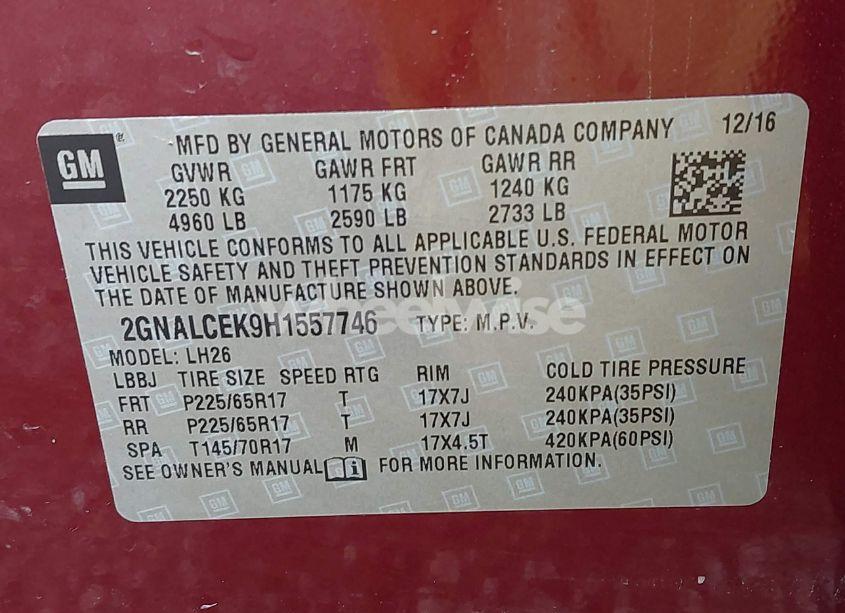 GM
MFD BY GENERAL MOTORS OF CANADA COMPANY 12/16
GVWR GAWR FRT GAWR RR
2250 KG 1175 KG 1240 KG
4960 LB 2590 LB 2733 LB
THIS VEHICLE CONFORMS TO ALL APPLICABLE U.S. FEDERAL MOTOR
VEHICLE SAFETY AND THEFT PREVENTION STANDARDS IN EFFECT ON
THE DATE OF MANUFACTURE SHOWN ABOVE.
2GNALCEK9H1557746 TYPE: M.P.V.
MODEL: LH26
LBBJ TIRE SIZE SPEED RTG RIM COLD TIRE PRESSURE
FRT P225/65R17 T 17X7J 240KPA(35PSI)
RR P225/65R17 T 17X7J 240KPA(35PSI)
SPA T145/70R17 M 17X4.5T 420KPA(60PSI)
SEE OWNER'S MANUAL i FOR MORE INFORMATION.